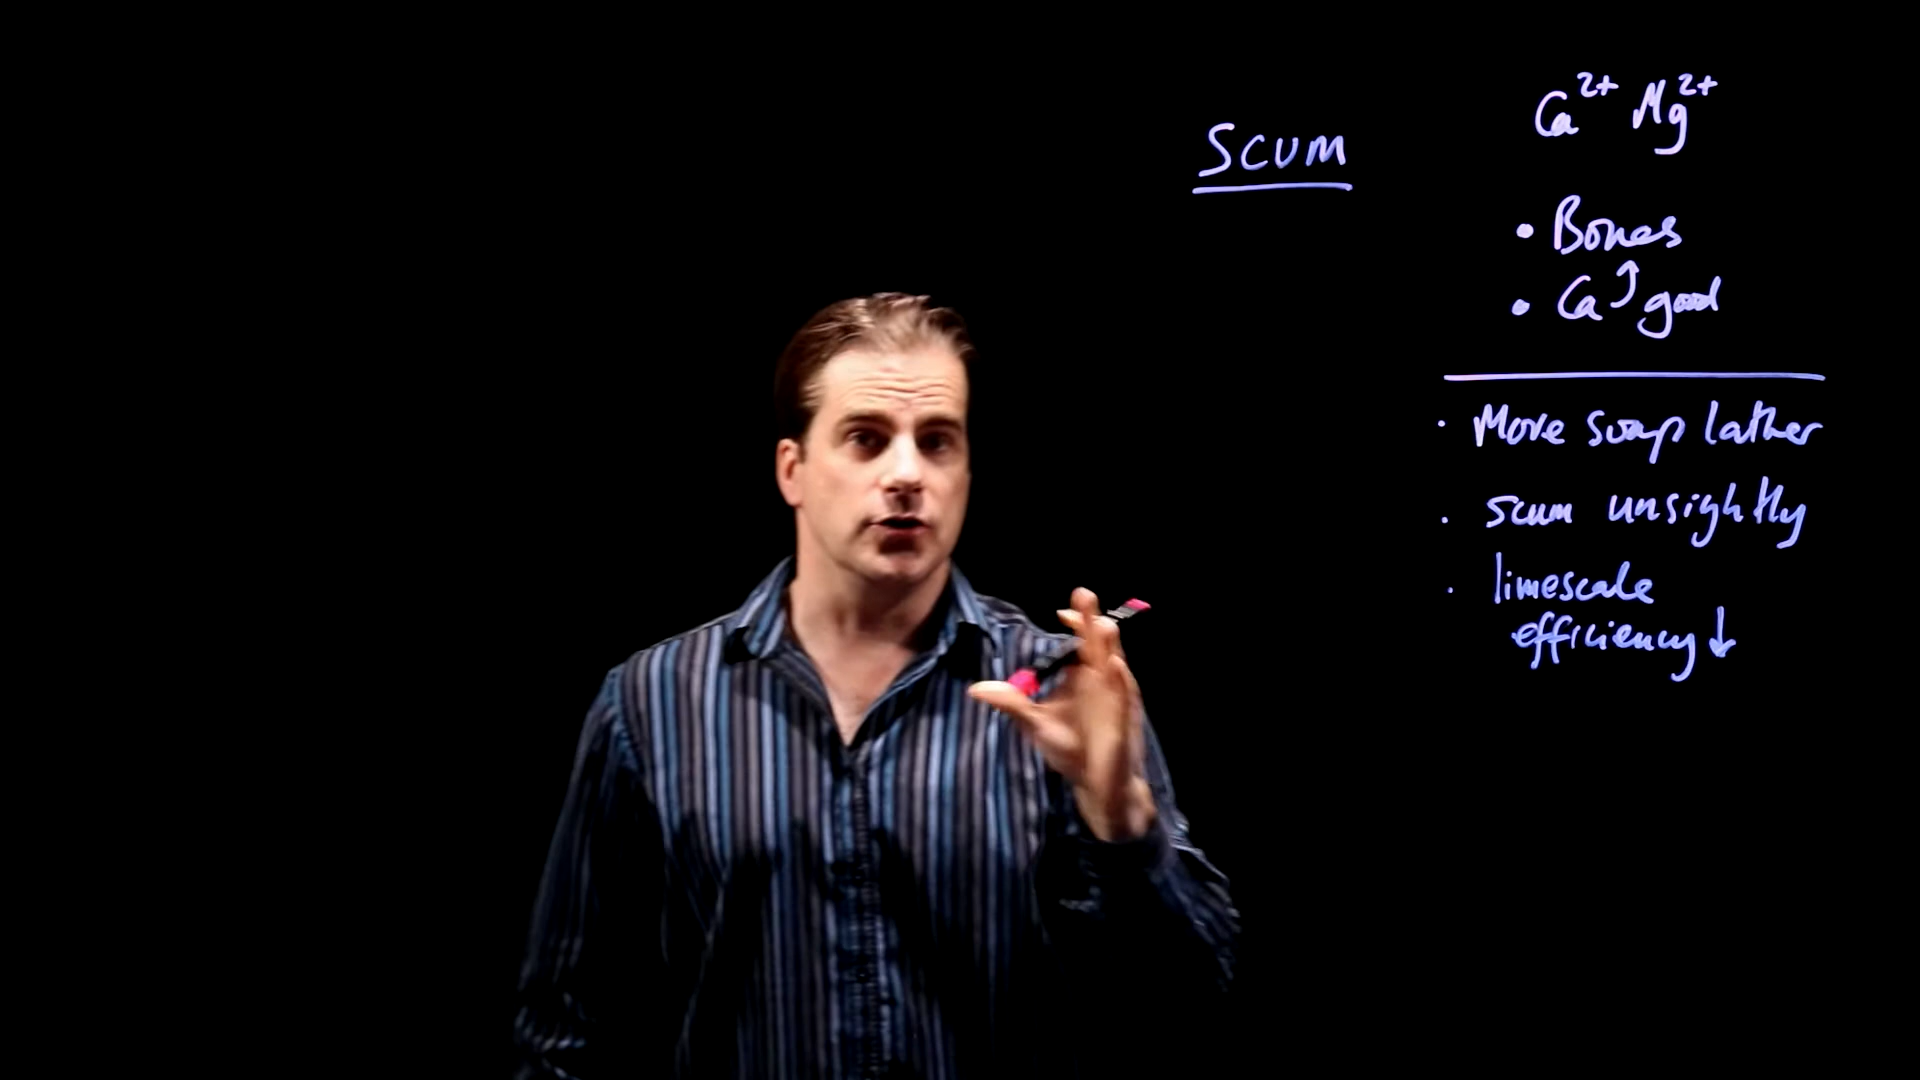 SCUM
Ca2+ Mg2+
• Bones
• Ca good
· More soap lather
· scum unsightly
· limescale
efficiency ↓